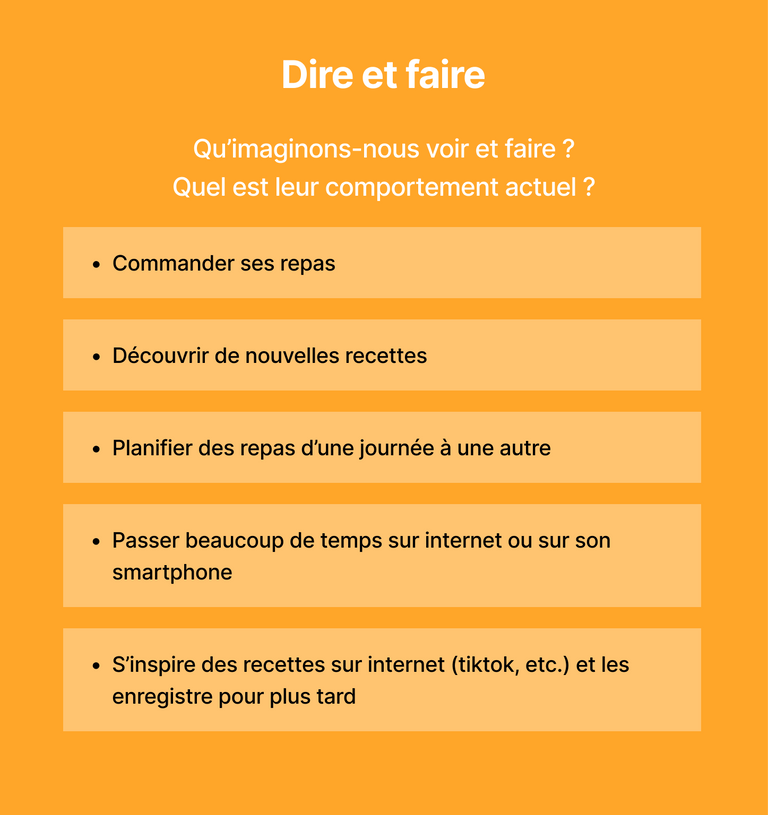 Dire et faire
Qu’imaginons-nous voir et faire ?
Quel est leur comportement actuel ?
• Commander ses repas
• Découvrir de nouvelles recettes
• Planifier des repas d’une journée à une autre
• Passer beaucoup de temps sur internet ou sur son
smartphone
• S’inspire des recettes sur internet (tiktok, etc.) et les
enregistre pour plus tard